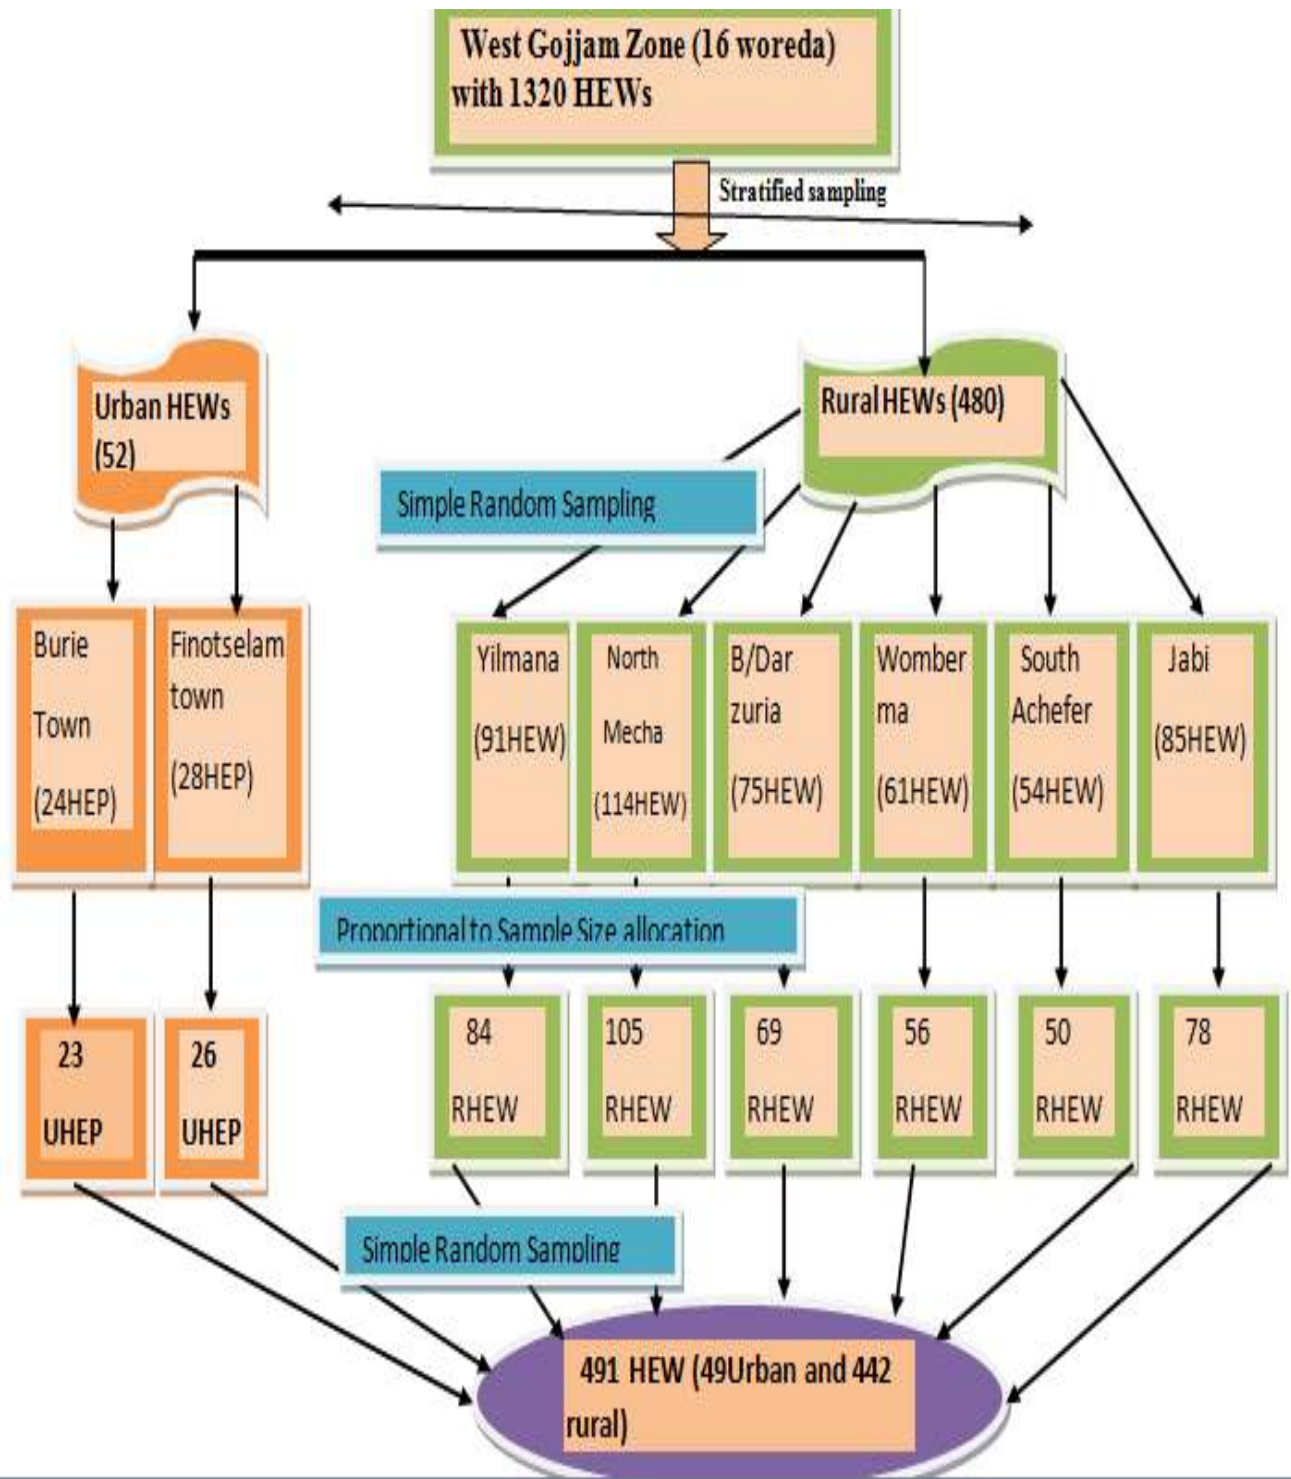 West Gojjam Zone (16 woreda)
with 1320 HEWs
Stratified sampling
Urban HEWs
(52)
Rural HEWs (480)
Simple Random Sampling
Burie
Town
(24HEP)
Finotselam
town
(28HEP)
Yilmana
(91HEW)
North
Mecha
(114HEW)
B/Dar
zuria
(75HEW)
Womber
ma
(61HEW)
South
Achefer
(54HEW)
Jabi
(85HEW)
Proportional to Sample Size allocation
23
UHEP
26
UHEP
84
RHEW
105
RHEW
69
RHEW
56
RHEW
50
RHEW
78
RHEW
Simple Random Sampling
491 HEW (49Urban and 442
rural)